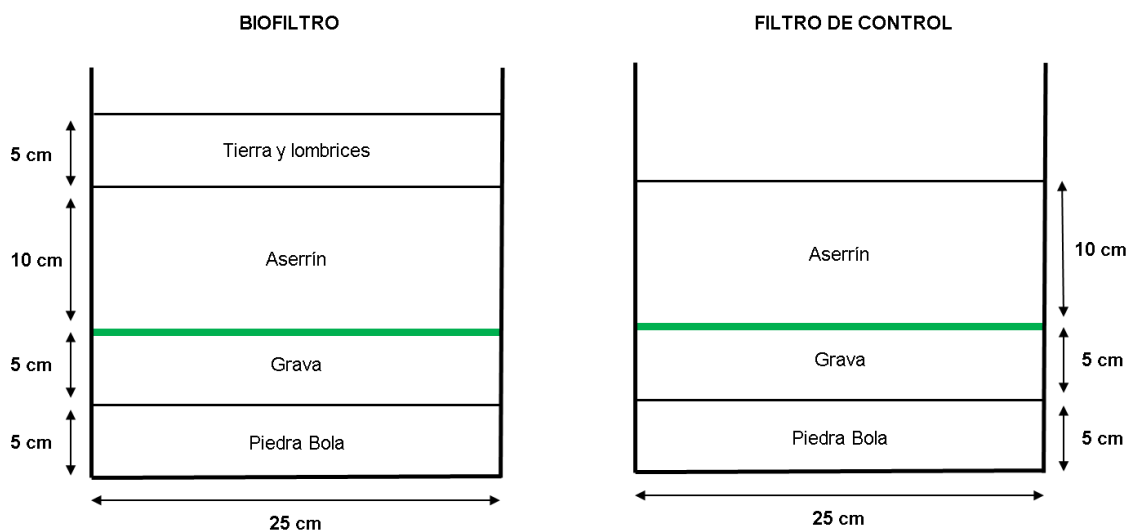 BIOFILTRO
5 cm
Tierra y lombrices
10 cm
Aserrín
5 cm
Grava
5 cm
Piedra Bola
25 cm
FILTRO DE CONTROL
Aserrín
10 cm
Grava
5 cm
Piedra Bola
5 cm
25 cm